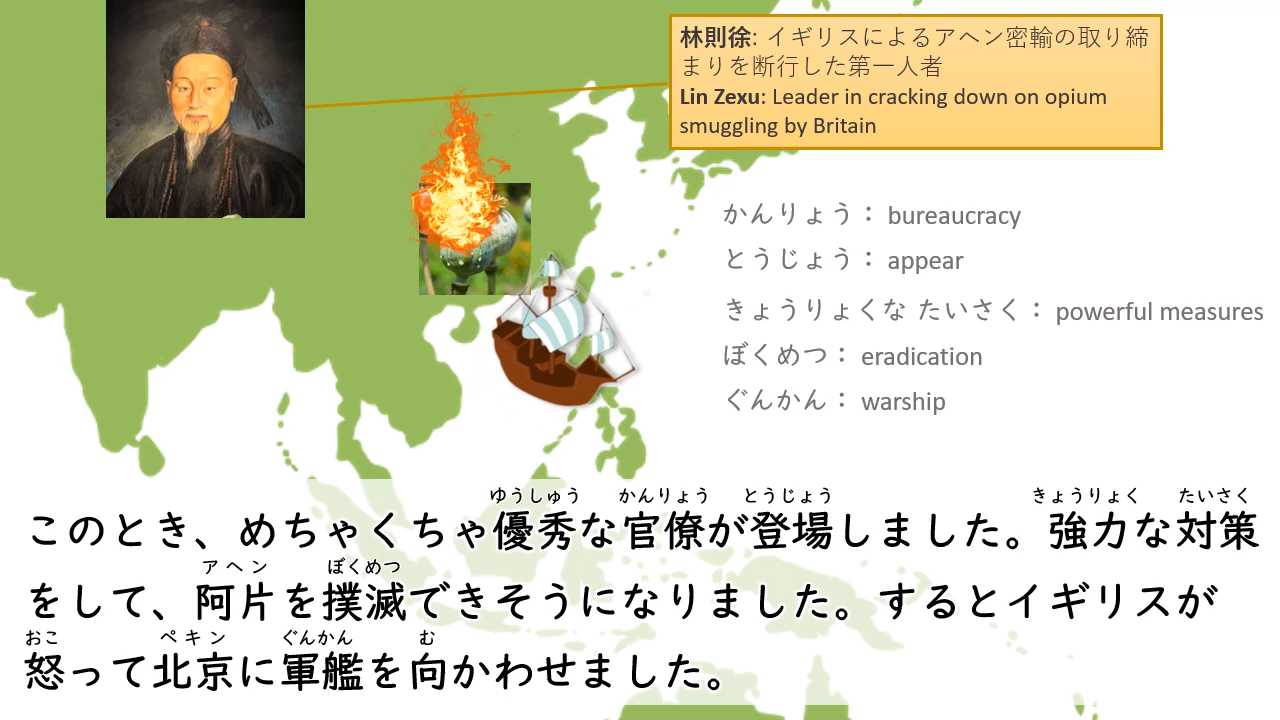 林則徐: イギリスによるアヘン密輸の取り締
まりを断行した第一人者
Lin Zexu: Leader in cracking down on opium
smuggling by Britain
かんりょう： bureaucracy
とうじょう： appear
きょうりょくな たいさく： powerful measures
ぼくめつ： eradication
ぐんかん： warship
ゆうしゅう かんりょう とうじょう きょうりょく たいさく
このとき、めちゃくちゃ優秀な官僚が登場しました。強力な対策
アヘン ぼくめつ
をして、阿片を撲滅できそうになりました。するとイギリスが
おこ ペキン ぐんかん む
怒って北京に軍艦を向かわせました。